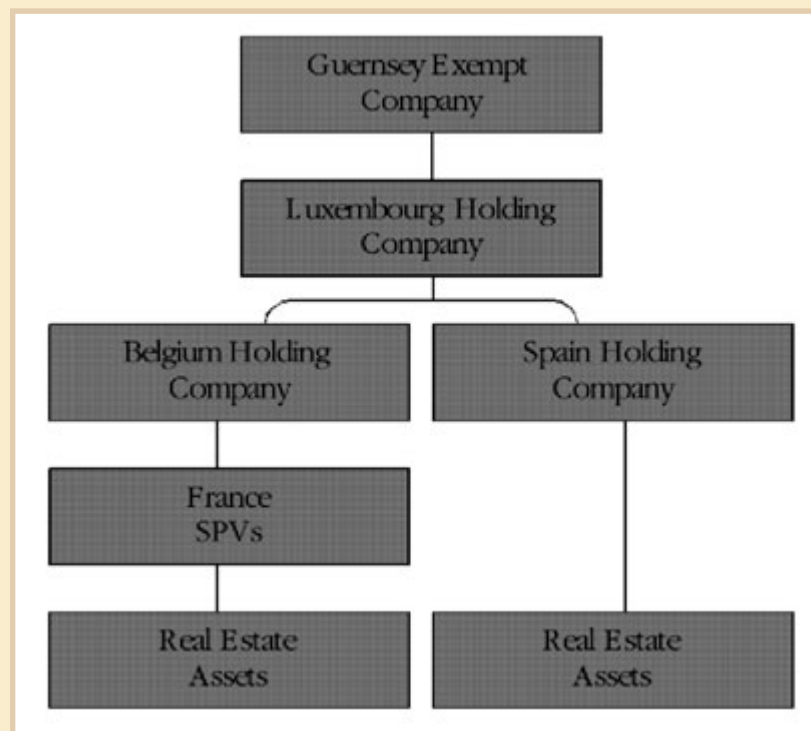 Guernsey Exempt
Company
Luxembourg Holding
Company
Belgium Holding
Company
Spain Holding
Company
France
SPVs
Real Estate
Assets
Real Estate
Assets